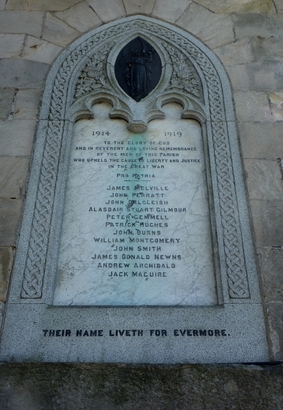 1914 1919
TO THE GLORY OF GOD
AND IN REVERENT AND LOVING REMEMBRANCE
OF THE MEN OF THIS PARISH
WHO UPHELD THE CAUSE OF LIBERTY AND JUSTICE
IN THE GREAT WAR
PRO PATRIA
JAMES MELVILLE
JOHN PERRATT
JOHN DALGLEISH
ALASDAIR STUART GILMOUR
PETER GEMMELL
PATRICK HUGHES
JOHN BURNS
WILLIAM MONTGOMERY
JOHN SMITH
JAMES DONALD NEWNS
ANDREW ARCHIBALD
JACK MAGUIRE
THEIR NAME LIVETH FOR EVERMORE.